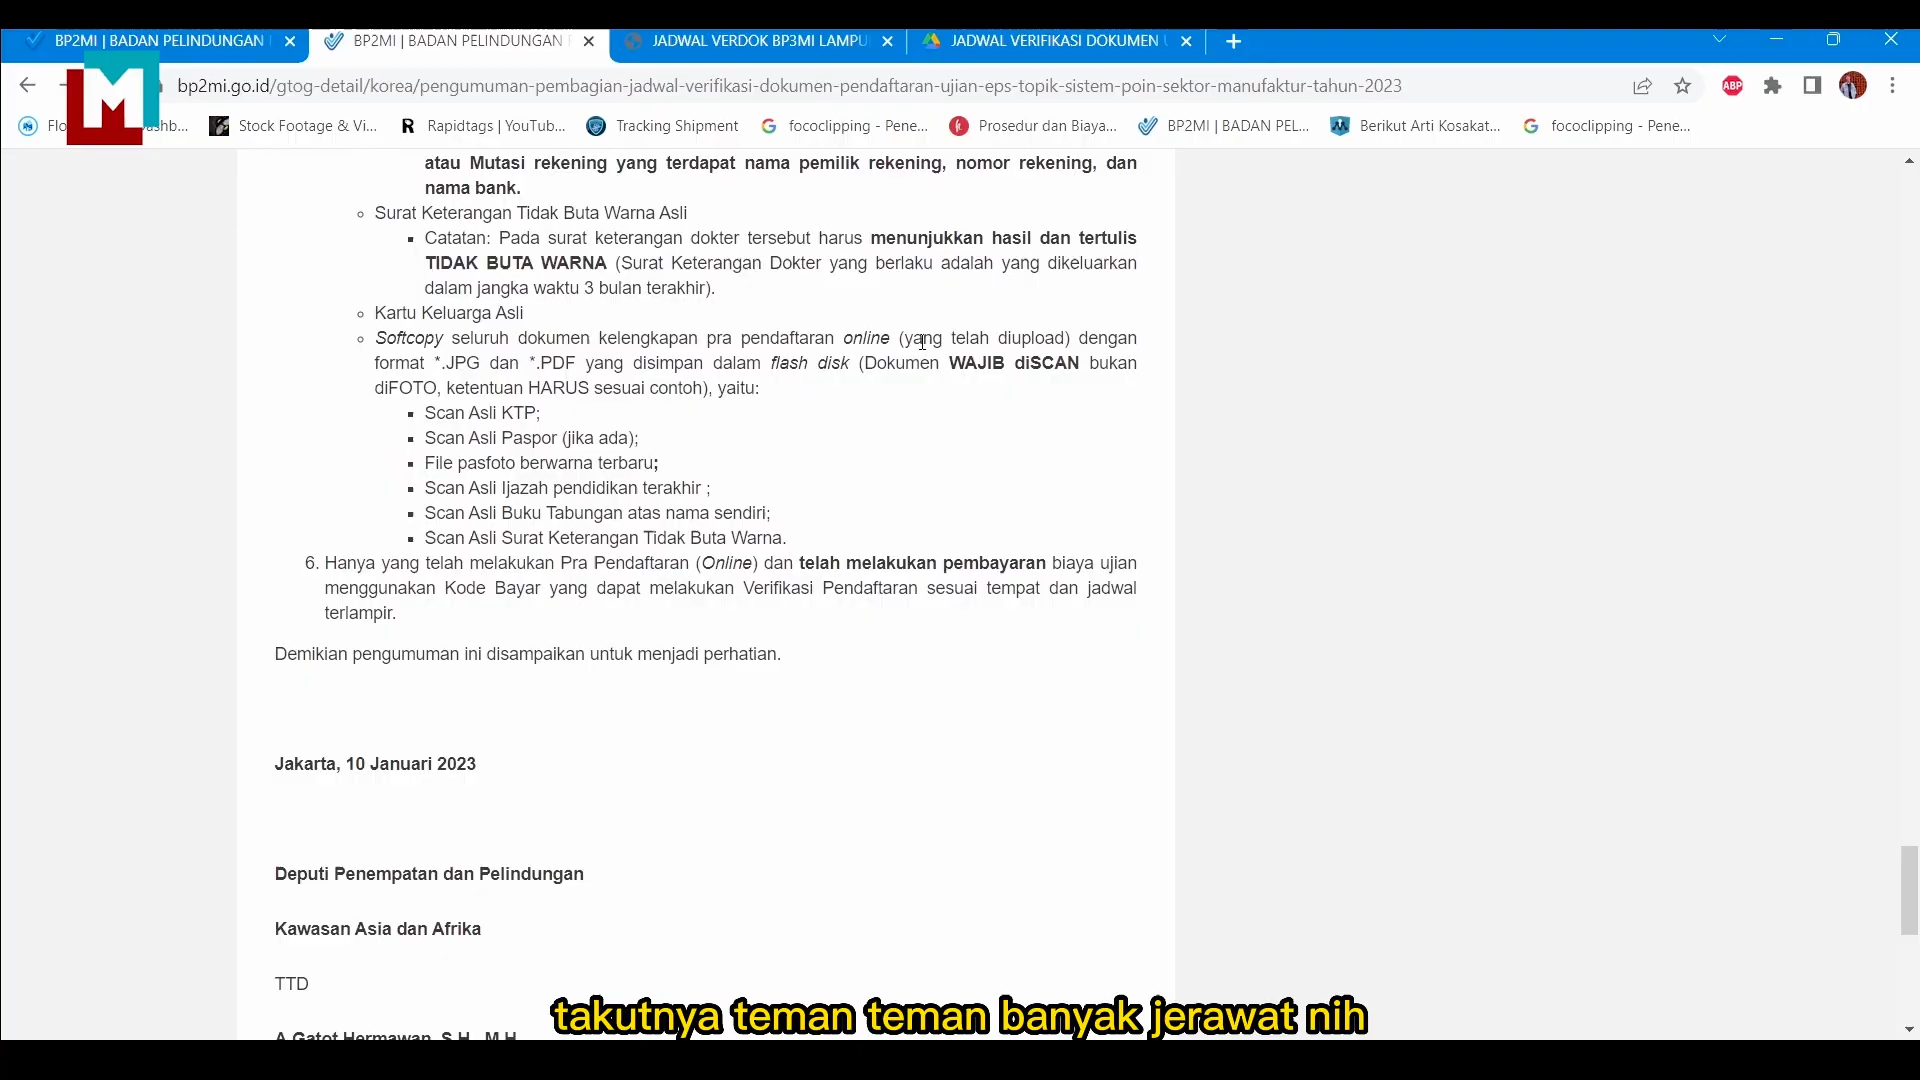 BP2MI | BADAN PELINDUNGAN
BP2MI | BADAN PELINDUNGAN
JADWAL VERDOK BP3MI LAMPU
JADWAL VERIFIKASI DOKUMEN
bp2mi.go.id/gtog-detail/korea/pengumuman-pembagian-jadwal-verifikasi-dokumen-pendaftaran-ujian-eps-topik-sistem-poin-sektor-manufaktur-tahun-2023
ABP
M
Stock Footage & Vi...
Rapidtags | YouTub...
Tracking Shipment
fococlipping - Pene...
Prosedur dan Biaya...
BP2MI | BADAN PEL...
Berikut Arti Kosakat...
fococlipping - Pene...
atau Mutasi rekening yang terdapat nama pemilik rekening, nomor rekening, dan
nama bank.
Surat Keterangan Tidak Buta Warna Asli
Catatan: Pada surat keterangan dokter tersebut harus menunjukkan hasil dan tertulis
TIDAK BUTA WARNA (Surat Keterangan Dokter yang berlaku adalah yang dikeluarkan
dalam jangka waktu 3 bulan terakhir).
Kartu Keluarga Asli
Softcopy seluruh dokumen kelengkapan pra pendaftaran online (yang telah diupload) dengan
format *.JPG dan *.PDF yang disimpan dalam flash disk (Dokumen WAJIB diSCAN bukan
diFOTO, ketentuan HARUS sesuai contoh), yaitu:
Scan Asli KTP;
Scan Asli Paspor (jika ada);
File pasfoto berwarna terbaru;
Scan Asli Ijazah pendidikan terakhir ;
Scan Asli Buku Tabungan atas nama sendiri;
Scan Asli Surat Keterangan Tidak Buta Warna.
6. Hanya yang telah melakukan Pra Pendaftaran (Online) dan telah melakukan pembayaran biaya ujian
menggunakan Kode Bayar yang dapat melakukan Verifikasi Pendaftaran sesuai tempat dan jadwal
terlampir.
Demikian pengumuman ini disampaikan untuk menjadi perhatian.
Jakarta, 10 Januari 2023
Deputi Penempatan dan Pelindungan
Kawasan Asia dan Afrika
TTD
A.Gatot Hermawan, S.H., M.H.
takutnya teman teman banyak jerawat nih